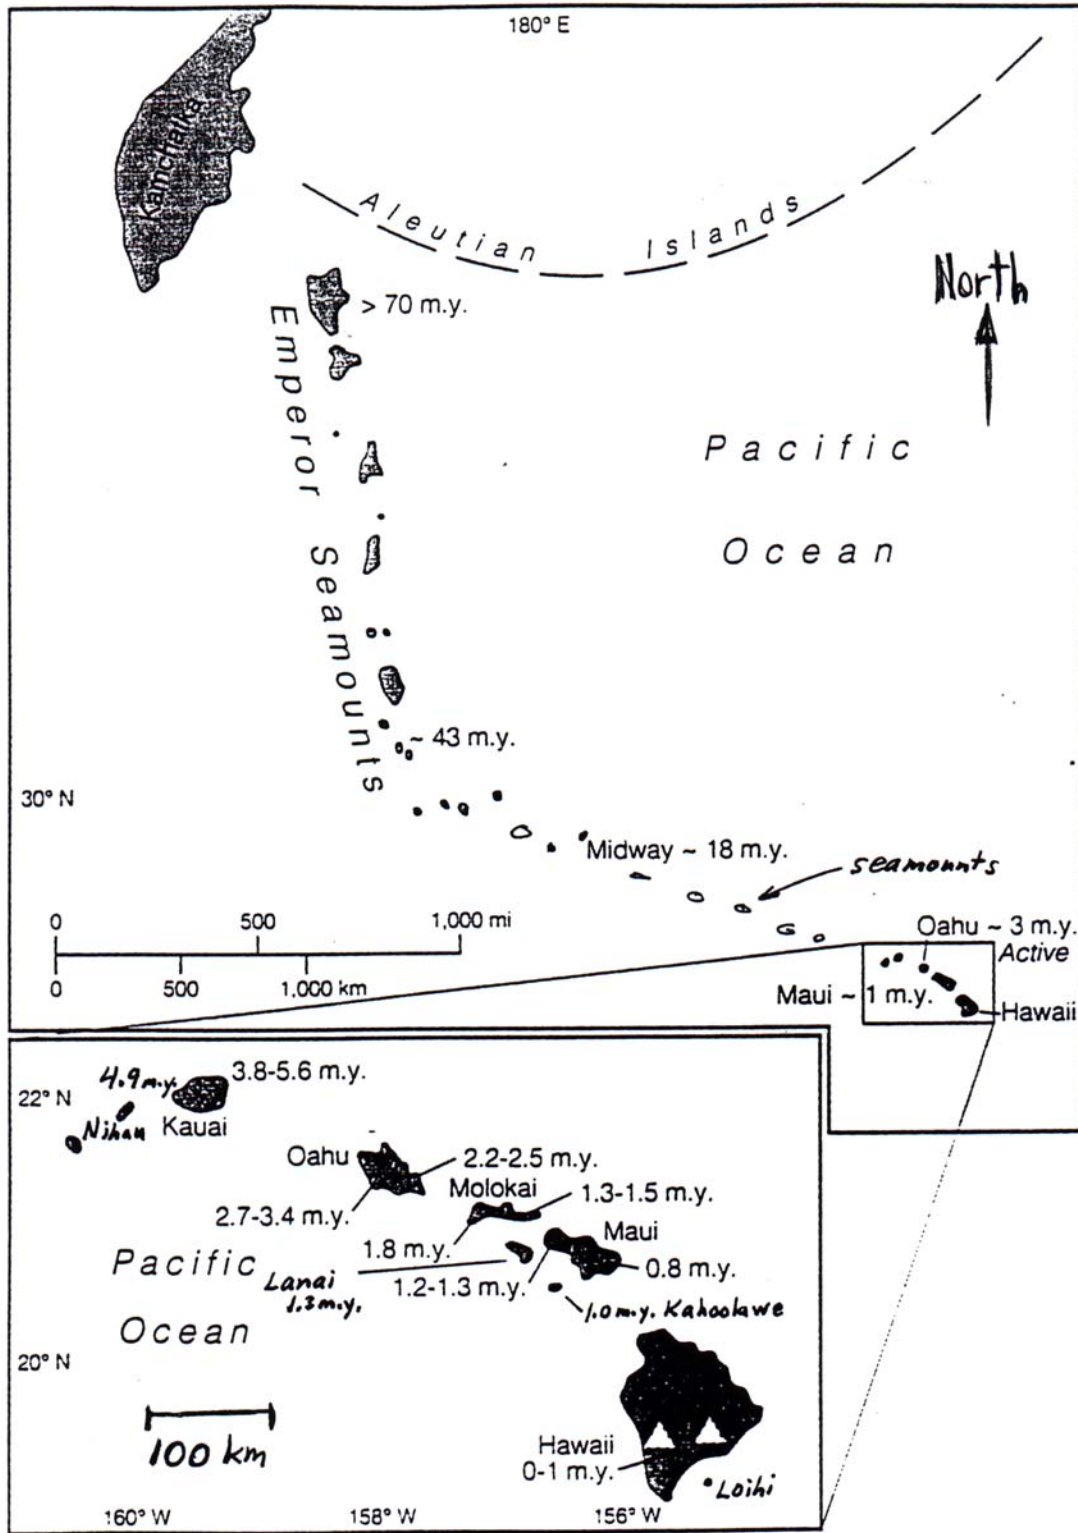 180° E
Kamchatka
Aleutian Islands
North
> 70 m.y.
Emperor Seamounts
Pacific
Ocean
~ 43 m.y.
30° N
Midway ~ 18 m.y.
seamounts
0 500 1,000 mi
0 500 1,000 km
Oahu ~ 3 m.y.
Active
Maui ~ 1 m.y.
Hawaii
22° N
4.9 m.y.
3.8-5.6 m.y.
Nihau
Kauai
Oahu
2.2-2.5 m.y.
Molokai
1.3-1.5 m.y.
2.7-3.4 m.y.
Maui
1.8 m.y.
Pacific
Lanai
1.3 m.y.
1.2-1.3 m.y.
0.8 m.y.
1.0 m.y. Kahoolawe
Ocean
20° N
100 km
Hawaii
0-1 m.y.
Loihi
160° W
158° W
156° W